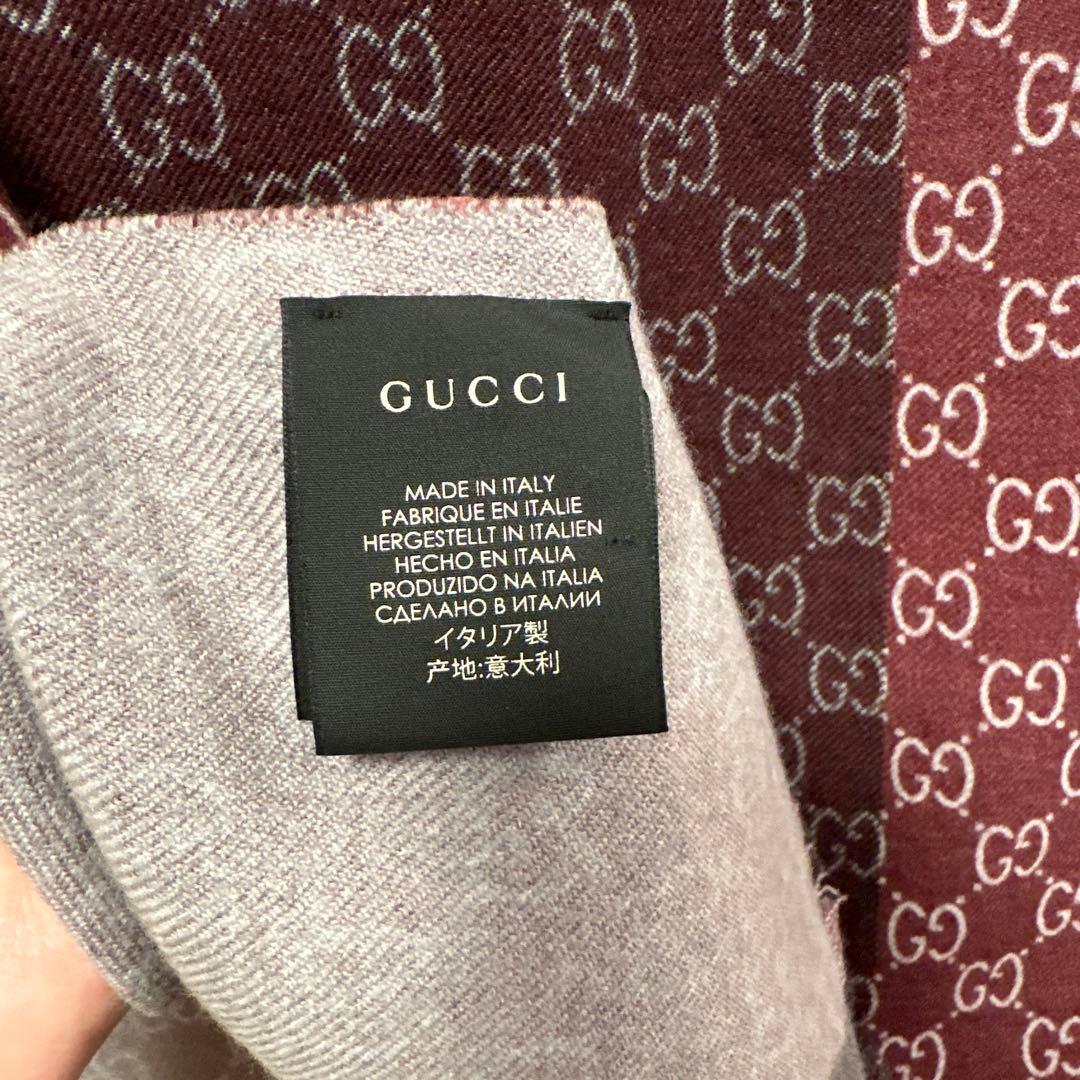 GUCCI
MADE IN ITALY
FABRIQUE EN ITALIE
HERGESTELLT IN ITALIEN
HECHO EN ITALIA
PRODUZIDO NA ITALIA
СДЕЛАНО В ИТАЛИИ
イタリア製
产地:意大利